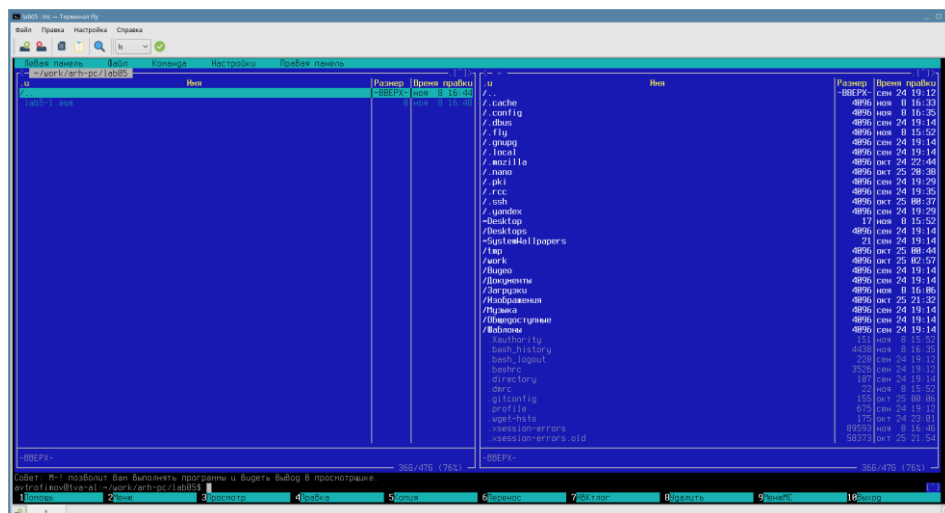 lab05 : mc — Терминал Fly
Файл Правка Настройка Справка
ls
Левая панель Файл Команда Настройки Правая панель
~/work/arh-pc/lab05
.и Имя Размер Время правки
/.. -ВВЕРХ- ноя 8 16:44
lab5-1.asm 0 ноя 8 16:40
-ВВЕРХ-
36G/47G (76%)
.и Имя Размер Время правки
/.. -ВВЕРХ- сен 24 19:12
/.cache 4096 ноя 8 16:33
/.config 4096 ноя 8 16:35
/.dbus 4096 сен 24 19:14
/.fly 4096 ноя 8 15:52
/.gnupg 4096 сен 24 19:14
/.local 4096 сен 24 19:14
/.mozilla 4096 окт 24 22:44
/.nano 4096 окт 25 20:38
/.pki 4096 сен 24 19:29
/.rcc 4096 сен 24 19:35
/.ssh 4096 окт 25 00:37
/.yandex 4096 сен 24 19:29
~Desktop 17 ноя 8 15:52
/Desktops 4096 сен 24 19:14
~SystemWallpapers 21 сен 24 19:14
/tmp 4096 окт 25 00:44
/work 4096 окт 25 02:57
/Видео 4096 сен 24 19:14
/Документы 4096 сен 24 19:14
/Загрузки 4096 ноя 8 16:06
/Изображения 4096 окт 25 21:32
/Музыка 4096 сен 24 19:14
/Общедоступные 4096 сен 24 19:14
/Шаблоны 4096 сен 24 19:14
.Xauthority 151 ноя 8 15:52
.bash_history 4438 ноя 8 16:35
.bash_logout 220 сен 24 19:12
.bashrc 3526 сен 24 19:12
.directory 107 сен 24 19:14
.dmrc 22 ноя 8 15:52
.gitconfig 155 окт 25 00:06
.profile 675 сен 24 19:12
.wget-hsts 175 окт 24 23:01
.xsession-errors 89593 ноя 8 16:46
.xsession-errors.old 58373 окт 25 21:54
-ВВЕРХ-
36G/47G (76%)
Совет: M-! позволит Вам выполнять программы и видеть вывод в просмотрщике.
avtrofimov@tva-al:~/work/arh-pc/lab05$
1Помощь 2Меню 3Просмотр 4Правка 5Копия 6Перенос 7НВКтлог 8Удалить 9МенюМС 10Выход